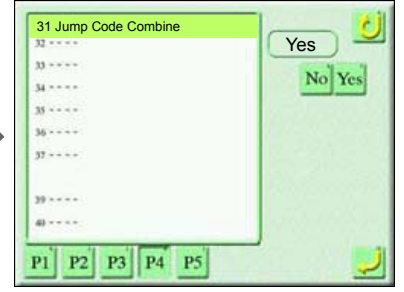 31 Jump Code Combine
32 ----
33 ----
34 ----
35 ----
36 ----
37 ----
39 ----
40 ----
Yes
No Yes
P1 P2 P3 P4 P5